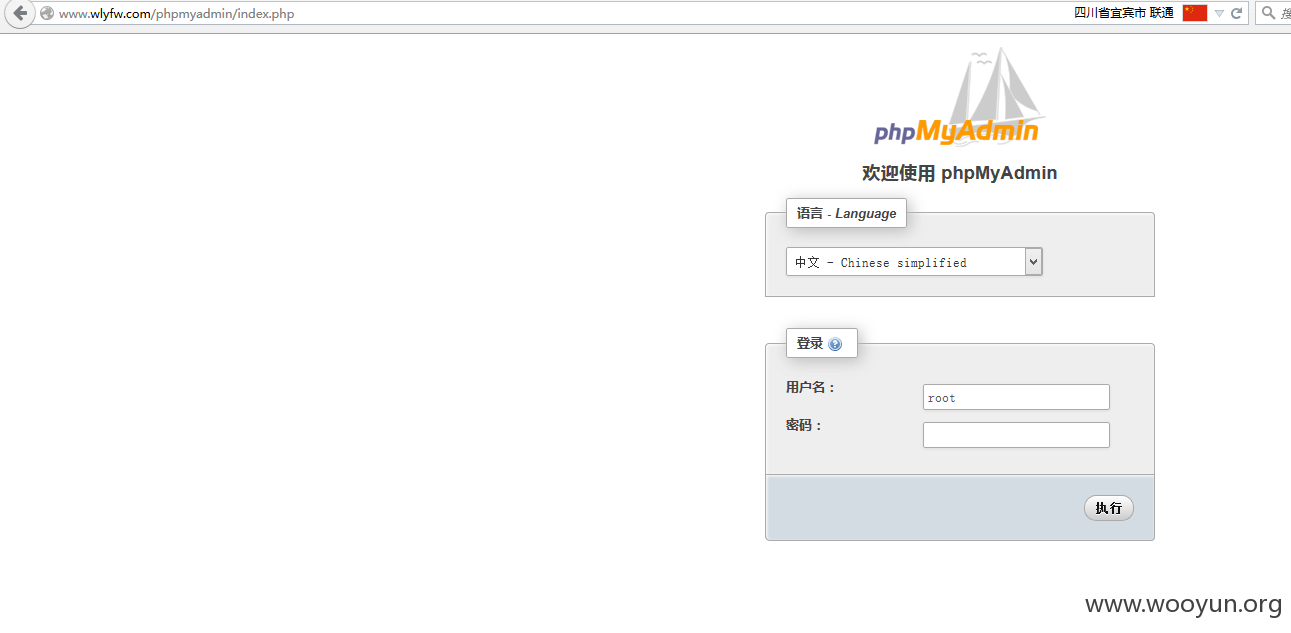 www.wlyfw.com/phpmyadmin/index.php 四川省宜宾市 联通
phpMyAdmin
欢迎使用 phpMyAdmin
语言 - Language
中文 - Chinese simplified
登录
用户名：
root
密码：
执行
www.wooyun.org